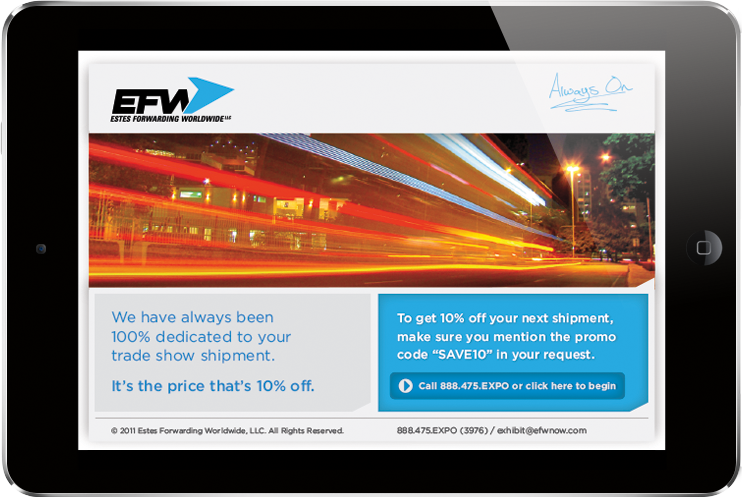 EFW
ESTES FORWARDING WORLDWIDE LLC
Always On
We have always been
100% dedicated to your
trade show shipment.
It's the price that's 10% off.
To get 10% off your next shipment,
make sure you mention the promo
code “SAVE10” in your request.
Call 888.475.EXPO or click here to begin
© 2011 Estes Forwarding Worldwide, LLC. All Rights Reserved.
888.475.EXPO (3976) / exhibit@efwnow.com